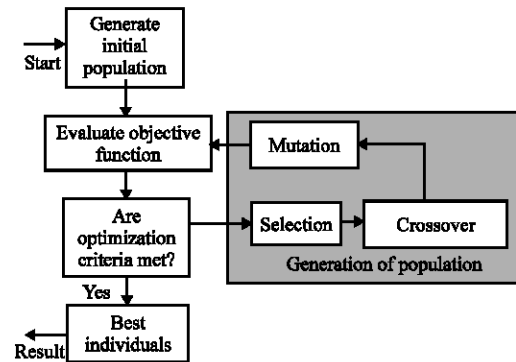 Generate
initial
population
Start
Evaluate objective
function
Mutation
Are
optimization
criteria met?
Selection
Crossover
Generation of population
Yes
Best
individuals
Result